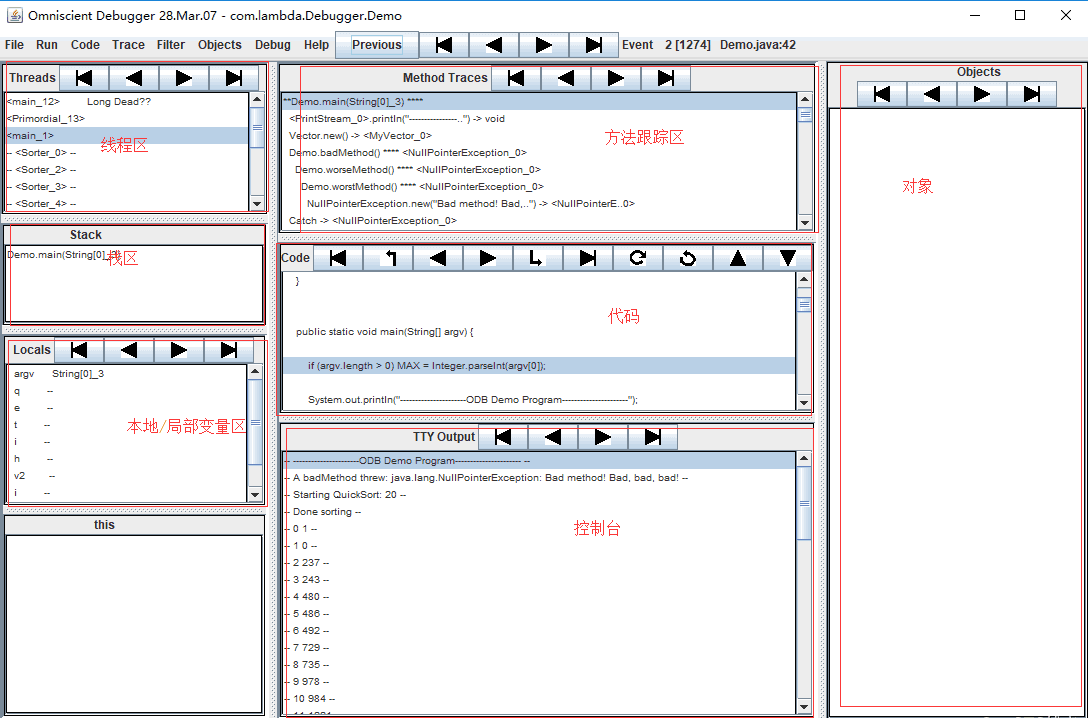 Omniscient Debugger 28.Mar.07 - com.lambda.Debugger.Demo
File Run Code Trace Filter Objects Debug Help Previous Event 2 [1274] Demo.java:42
Threads
<main_12> Long Dead??
<Primordial_13>
<main_1>
线程区
-- <Sorter_0> --
-- <Sorter_2> --
-- <Sorter_3> --
-- <Sorter_4> --
Stack
Demo.main(String[0]
栈区
Locals
argv String[0]_3
q --
e --
t --
i --
h --
v2 --
i --
本地/局部变量区
this
Method Traces
**Demo.main(String[0]_3) ****
<PrintStream_0>.println("----------------..") -> void
Vector.new() -> <MyVector_0>
Demo.badMethod() **** <NullPointerException_0>
Demo.worseMethod() **** <NullPointerException_0>
Demo.worstMethod() **** <NullPointerException_0>
NullPointerException.new("Bad method! Bad,..") -> <NullPointerE..0>
Catch -> <NullPointerException_0>
方法跟踪区
Code
}
public static void main(String[] argv) {
if (argv.length > 0) MAX = Integer.parseInt(argv[0]);
System.out.println("----------------------ODB Demo Program----------------------");
代码
TTY Output
-- ----------------------ODB Demo Program---------------------- --
-- A badMethod threw: java.lang.NullPointerException: Bad method! Bad, bad, bad! --
-- Starting QuickSort: 20 --
-- Done sorting --
-- 0 1 --
-- 1 0 --
-- 2 237 --
-- 3 243 --
-- 4 480 --
-- 5 486 --
-- 6 492 --
-- 7 729 --
-- 8 735 --
-- 9 978 --
-- 10 984 --
控制台
Objects
对象